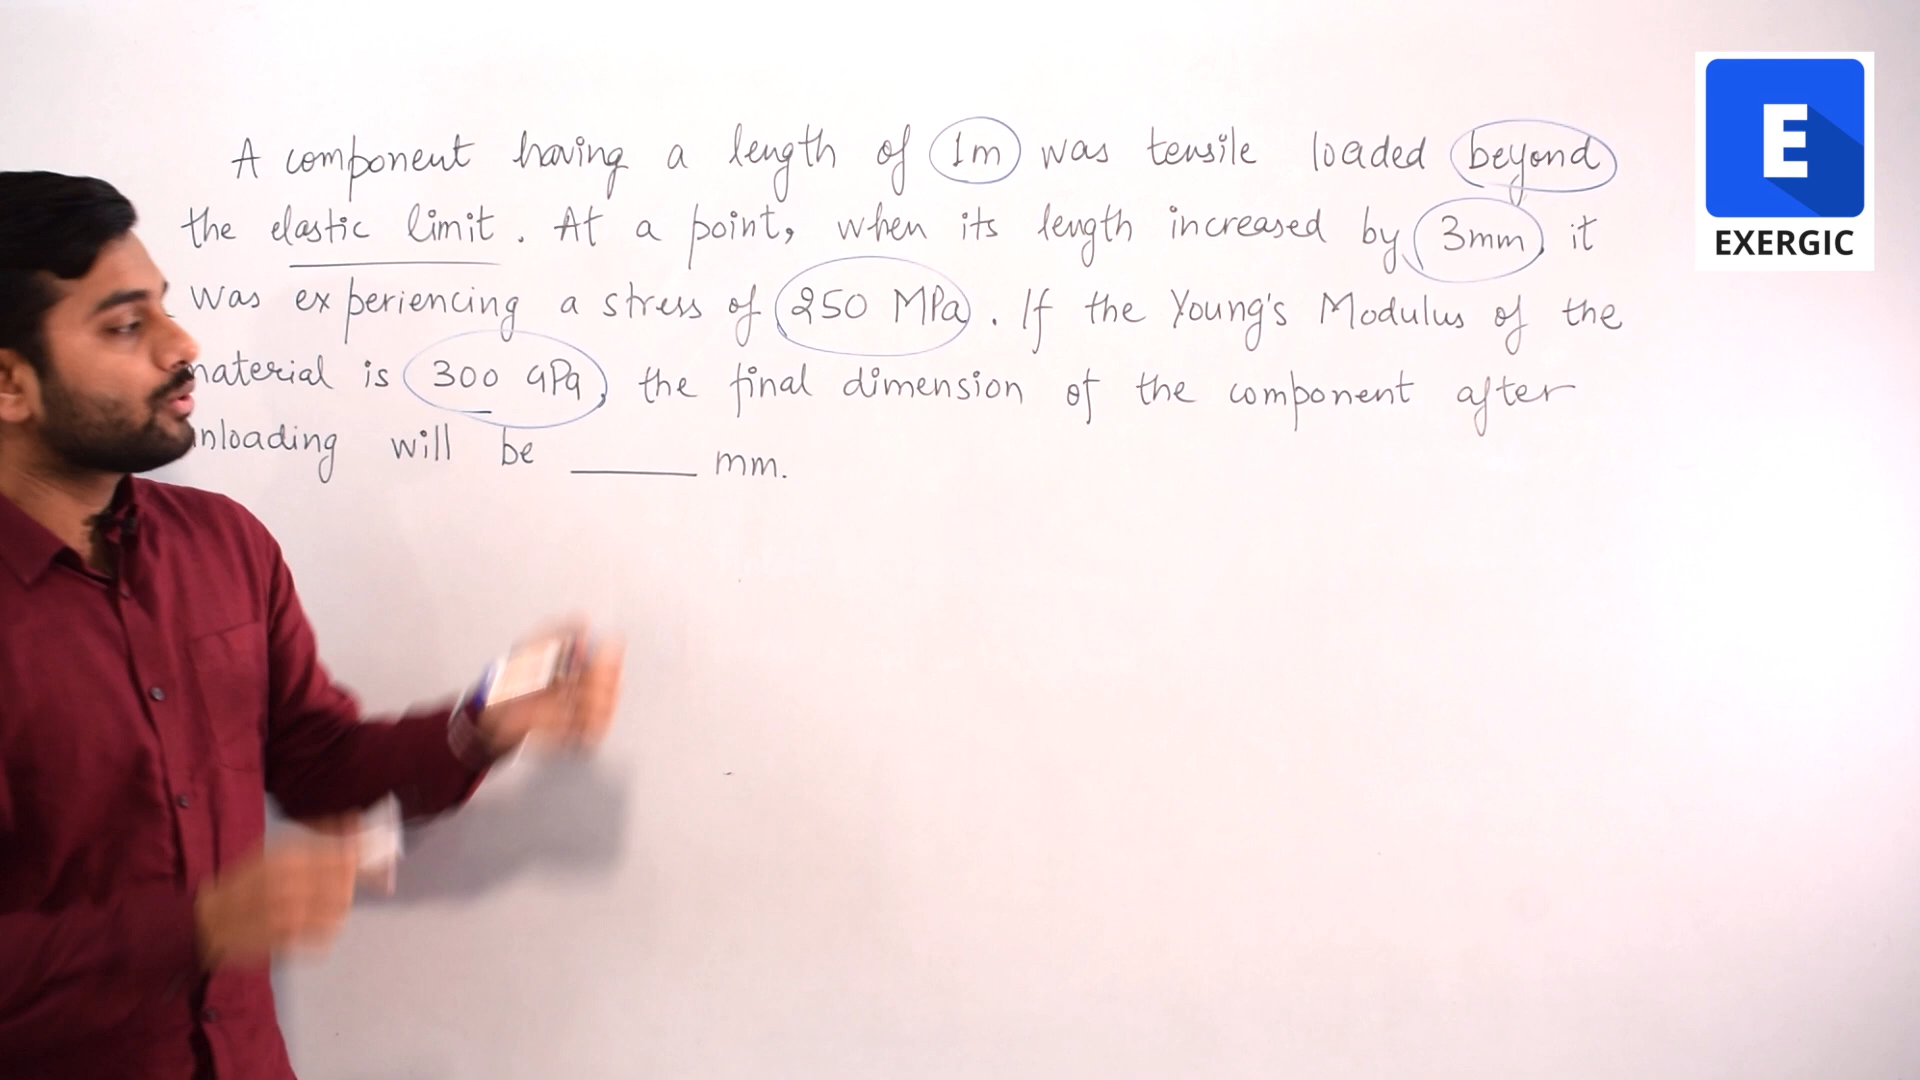 A component having a length of 1m was tensile loaded beyond
the elastic limit. At a point, when its length increased by 3mm, it
was experiencing a stress of 250 MPa. If the Young's Modulus of the
material is 300 GPa, the final dimension of the component after
unloading will be ______ mm.
E
EXERGIC